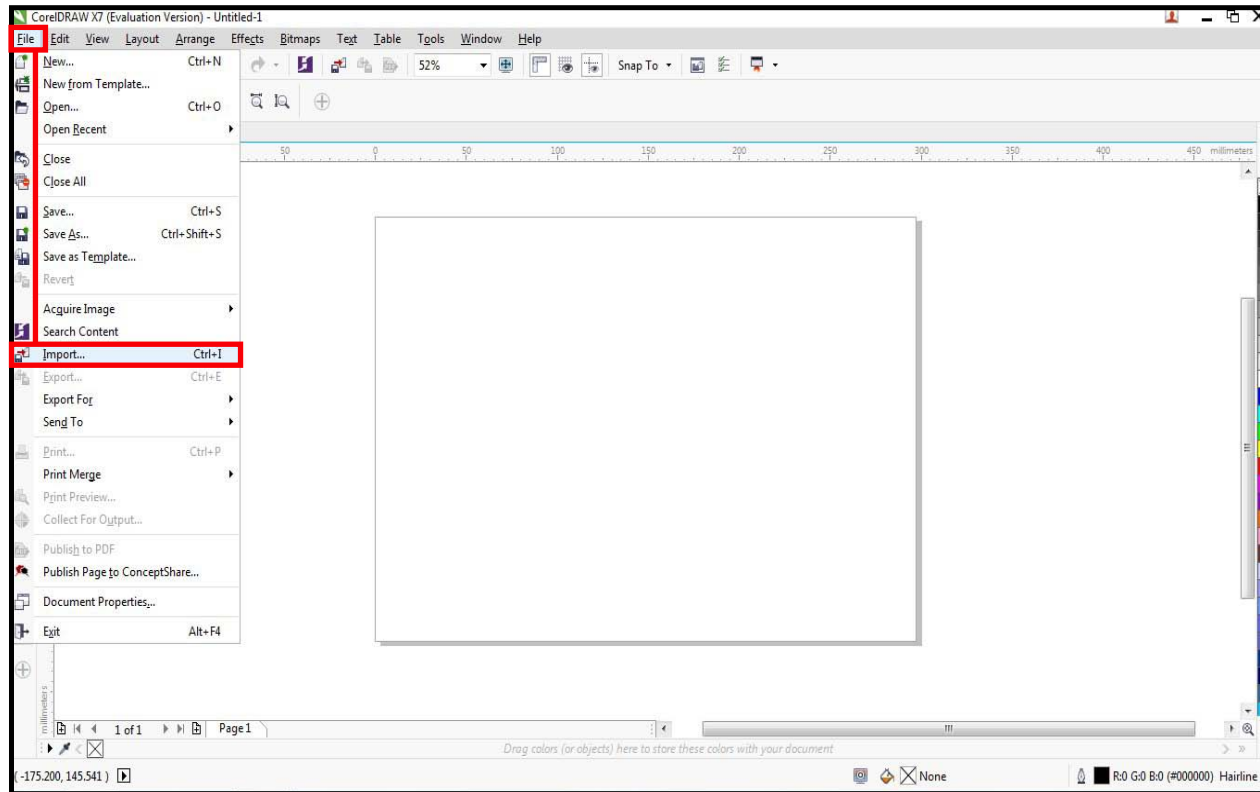 CorelDRAW X7 (Evaluation Version) - Untitled-1
File Edit View Layout Arrange Effects Bitmaps Text Table Tools Window Help
New... Ctrl+N
52% Snap To
New from Template...
Open... Ctrl+O
Open Recent
50 0 50 100 150 200 250 300 350 400 450 millimeters
Close
Close All
Save... Ctrl+S
Save As... Ctrl+Shift+S
Save as Template...
Revert
Acquire Image
Search Content
Import... Ctrl+I
Export... Ctrl+E
Export For
Send To
Print... Ctrl+P
Print Merge
Print Preview...
Collect For Output...
Publish to PDF
Publish Page to ConceptShare...
Document Properties...
Exit Alt+F4
millimeters
1 of 1 Page 1
Drag colors (or objects) here to store these colors with your document
( -175.200, 145.541 ) None R:0 G:0 B:0 (#000000) Hairline